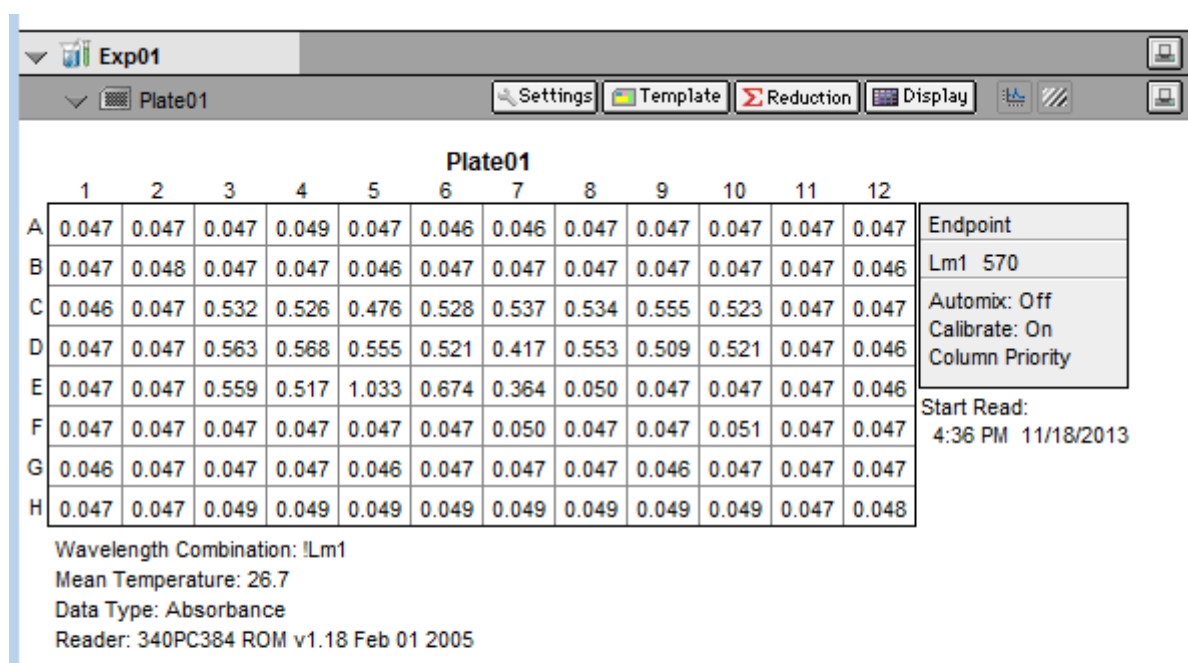 Exp01
Plate01 Settings Template Reduction Display
Plate01
1 2 3 4 5 6 7 8 9 10 11 12
A 0.047 0.047 0.047 0.049 0.047 0.046 0.046 0.047 0.047 0.047 0.047 0.047
B 0.047 0.048 0.047 0.047 0.046 0.047 0.047 0.047 0.047 0.047 0.047 0.046
C 0.046 0.047 0.532 0.526 0.476 0.528 0.537 0.534 0.555 0.523 0.047 0.047
D 0.047 0.047 0.563 0.568 0.555 0.521 0.417 0.553 0.509 0.521 0.047 0.046
E 0.047 0.047 0.559 0.517 1.033 0.674 0.364 0.050 0.047 0.047 0.047 0.046
F 0.047 0.047 0.047 0.047 0.047 0.047 0.050 0.047 0.047 0.051 0.047 0.047
G 0.046 0.047 0.047 0.047 0.046 0.047 0.047 0.047 0.046 0.047 0.047 0.047
H 0.047 0.047 0.049 0.049 0.049 0.049 0.049 0.049 0.049 0.049 0.047 0.048
Endpoint
Lm1 570
Automix: Off
Calibrate: On
Column Priority
Start Read:
4:36 PM 11/18/2013
Wavelength Combination: !Lm1
Mean Temperature: 26.7
Data Type: Absorbance
Reader: 340PC384 ROM v1.18 Feb 01 2005